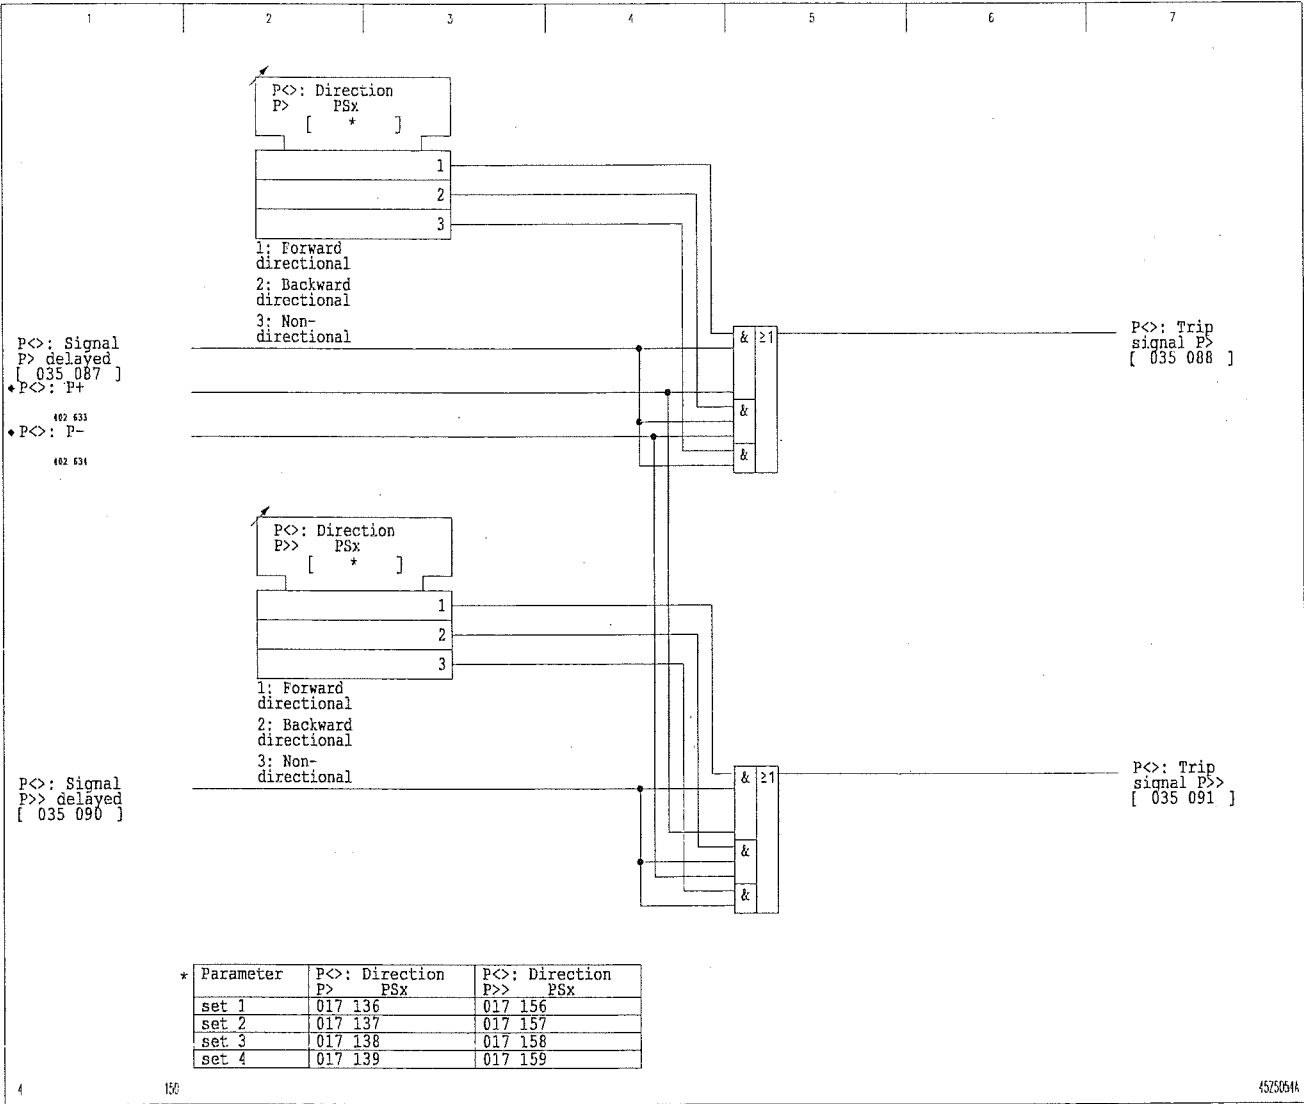 1 2 3 4 5 6 7
P<>: Direction
P> PSx
[ * ]
1
2
3
1: Forward
directional
2: Backward
directional
3: Non-
directional
P<>: Signal
P> delayed
[ 035 087 ]
P<>: P+
402 633
P<>: P-
402 634
& ≥1
&
&
P<>: Trip
signal P>
[ 035 088 ]
P<>: Direction
P>> PSx
[ * ]
1
2
3
1: Forward
directional
2: Backward
directional
3: Non-
directional
P<>: Signal
P>> delayed
[ 035 090 ]
& ≥1
&
&
P<>: Trip
signal P>>
[ 035 091 ]
* Parameter P<>: Direction P<>: Direction
P> PSx P>> PSx
set 1 017 136 017 156
set 2 017 137 017 157
set 3 017 138 017 158
set 4 017 139 017 159
4 150 45Z5054A